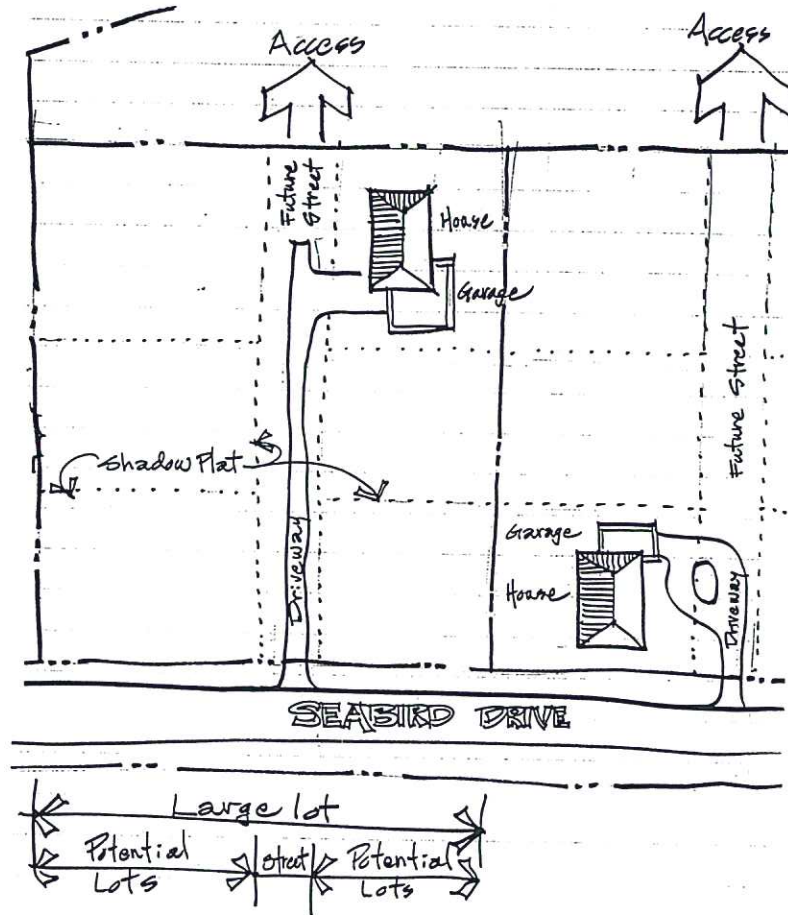 Access
Access
Future
Street
House
Garage
Future Street
Shadow Plat
Driveway
Garage
House
Driveway
SEABIRD DRIVE
Large lot
Potential
Lots
Street
Potential
Lots